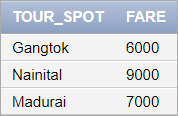 TOUR_SPOT FARE
Gangtok 6000
Nainital 9000
Madurai 7000